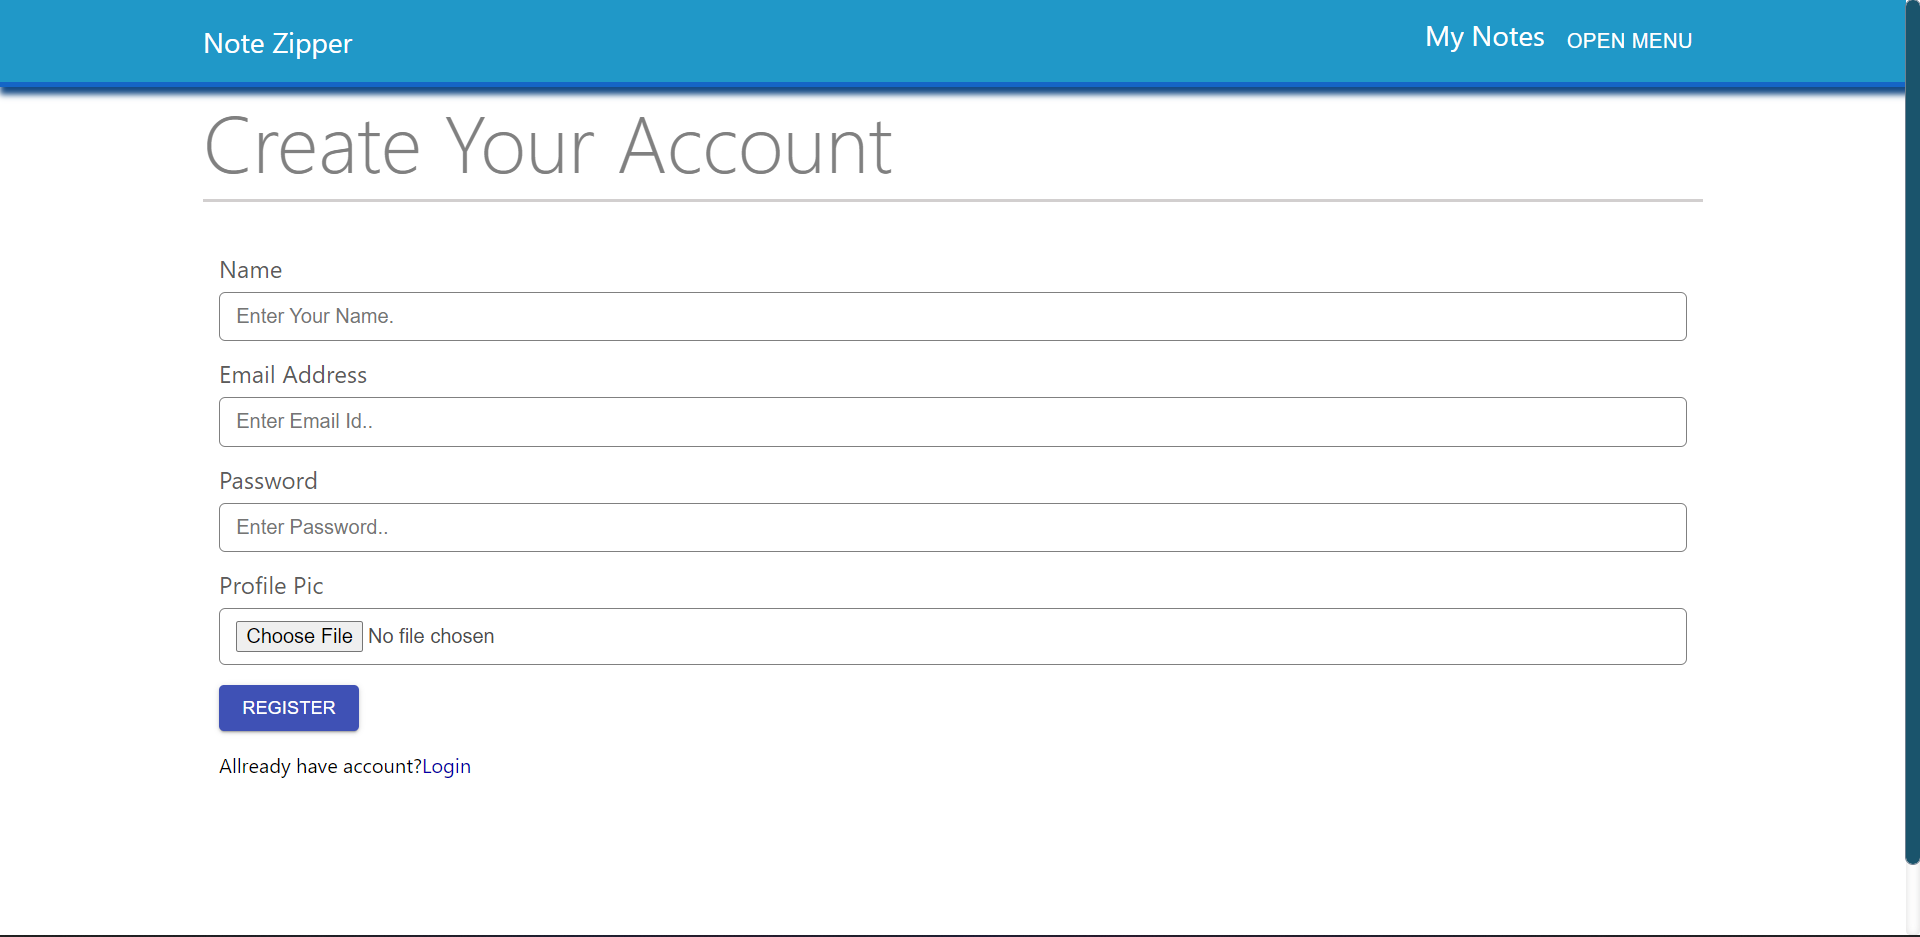 Note Zipper
My Notes OPEN MENU
Create Your Account
Name
Enter Your Name.
Email Address
Enter Email Id..
Password
Enter Password..
Profile Pic
Choose File No file chosen
REGISTER
Allready have account?Login